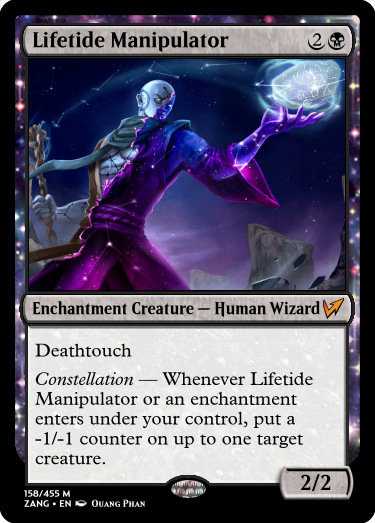 Lifetide Manipulator 2
Enchantment Creature — Human Wizard
Deathtouch
Constellation — Whenever Lifetide
Manipulator or an enchantment
enters under your control, put a
-1/-1 counter on up to one target
creature.
2/2
158/455 M
ZANG • EN Quang Phan